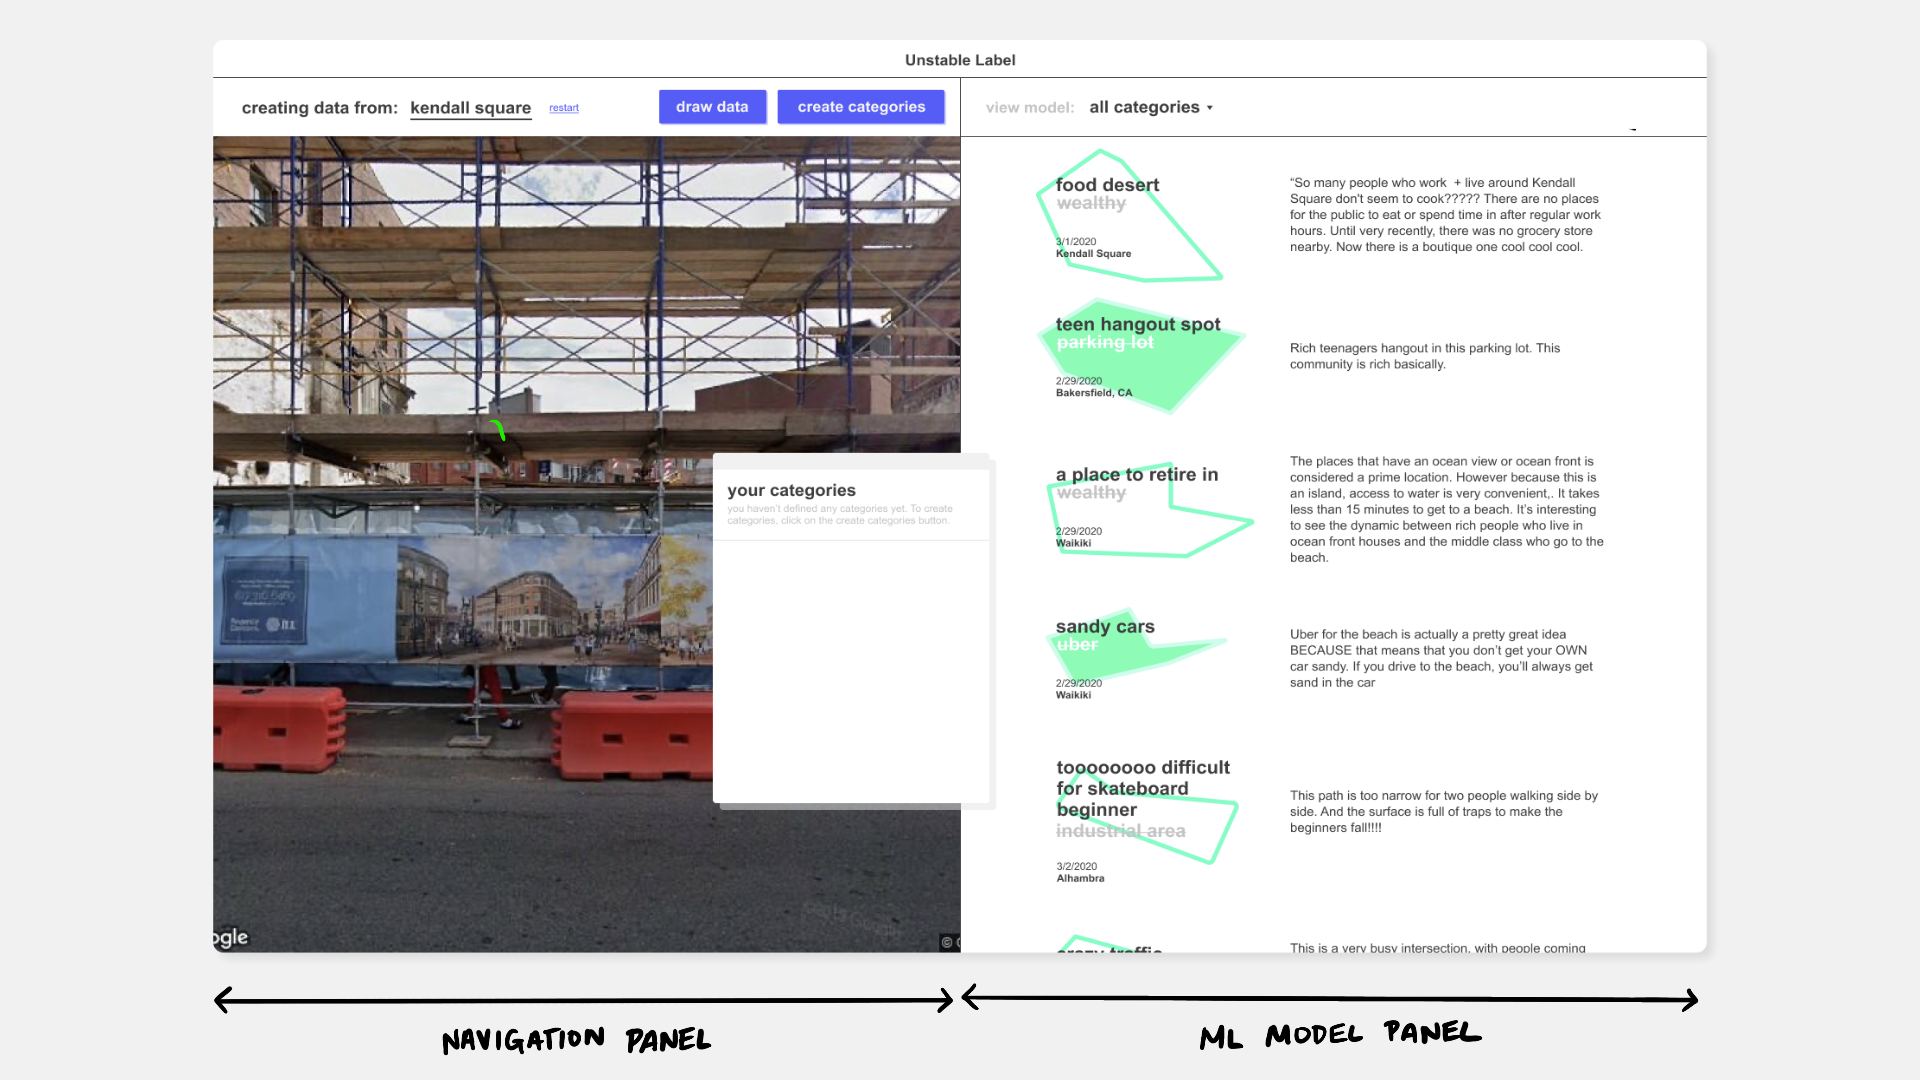 Unstable Label
creating data from: kendall square restart draw data create categories
view model: all categories
food desert
wealthy
3/1/2020
Kendall Square
“So many people who work + live around Kendall
Square don't seem to cook????? There are no places
for the public to eat or spend time in after regular work
hours. Until very recently, there was no grocery store
nearby. Now there is a boutique one cool cool cool.
teen hangout spot
parking lot
2/29/2020
Bakersfield, CA
Rich teenagers hangout in this parking lot. This
community is rich basically.
your categories
you haven't defined any categories yet. To create
categories, click on the create categories button.
a place to retire in
wealthy
2/29/2020
Waikiki
The places that have an ocean view or ocean front is
considered a prime location. However because this is
an island, access to water is very convenient,. It takes
less than 15 minutes to get to a beach. It's interesting
to see the dynamic between rich people who live in
ocean front houses and the middle class who go to the
beach.
sandy cars
uber
2/29/2020
Waikiki
Uber for the beach is actually a pretty great idea
BECAUSE that means that you don't get your OWN
car sandy. If you drive to the beach, you'll always get
sand in the car
toooooooo difficult
for skateboard
beginner
industrial area
3/2/2020
Alhambra
This path is too narrow for two people walking side by
side. And the surface is full of traps to make the
beginners fall!!!!
ogle
©
crazy traffic
This is a very busy intersection, with people coming
NAVIGATION PANEL
ML MODEL PANEL